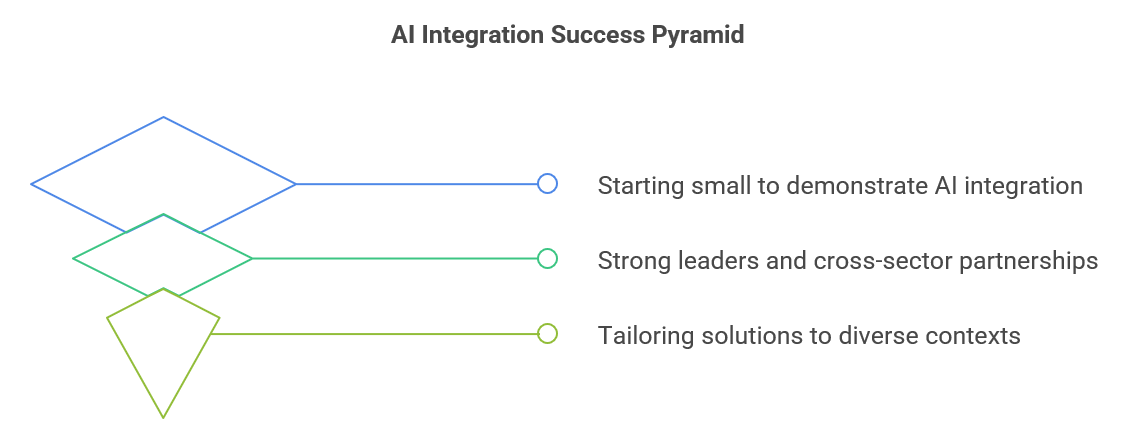 AI Integration Success Pyramid
Starting small to demonstrate AI integration
Strong leaders and cross-sector partnerships
Tailoring solutions to diverse contexts